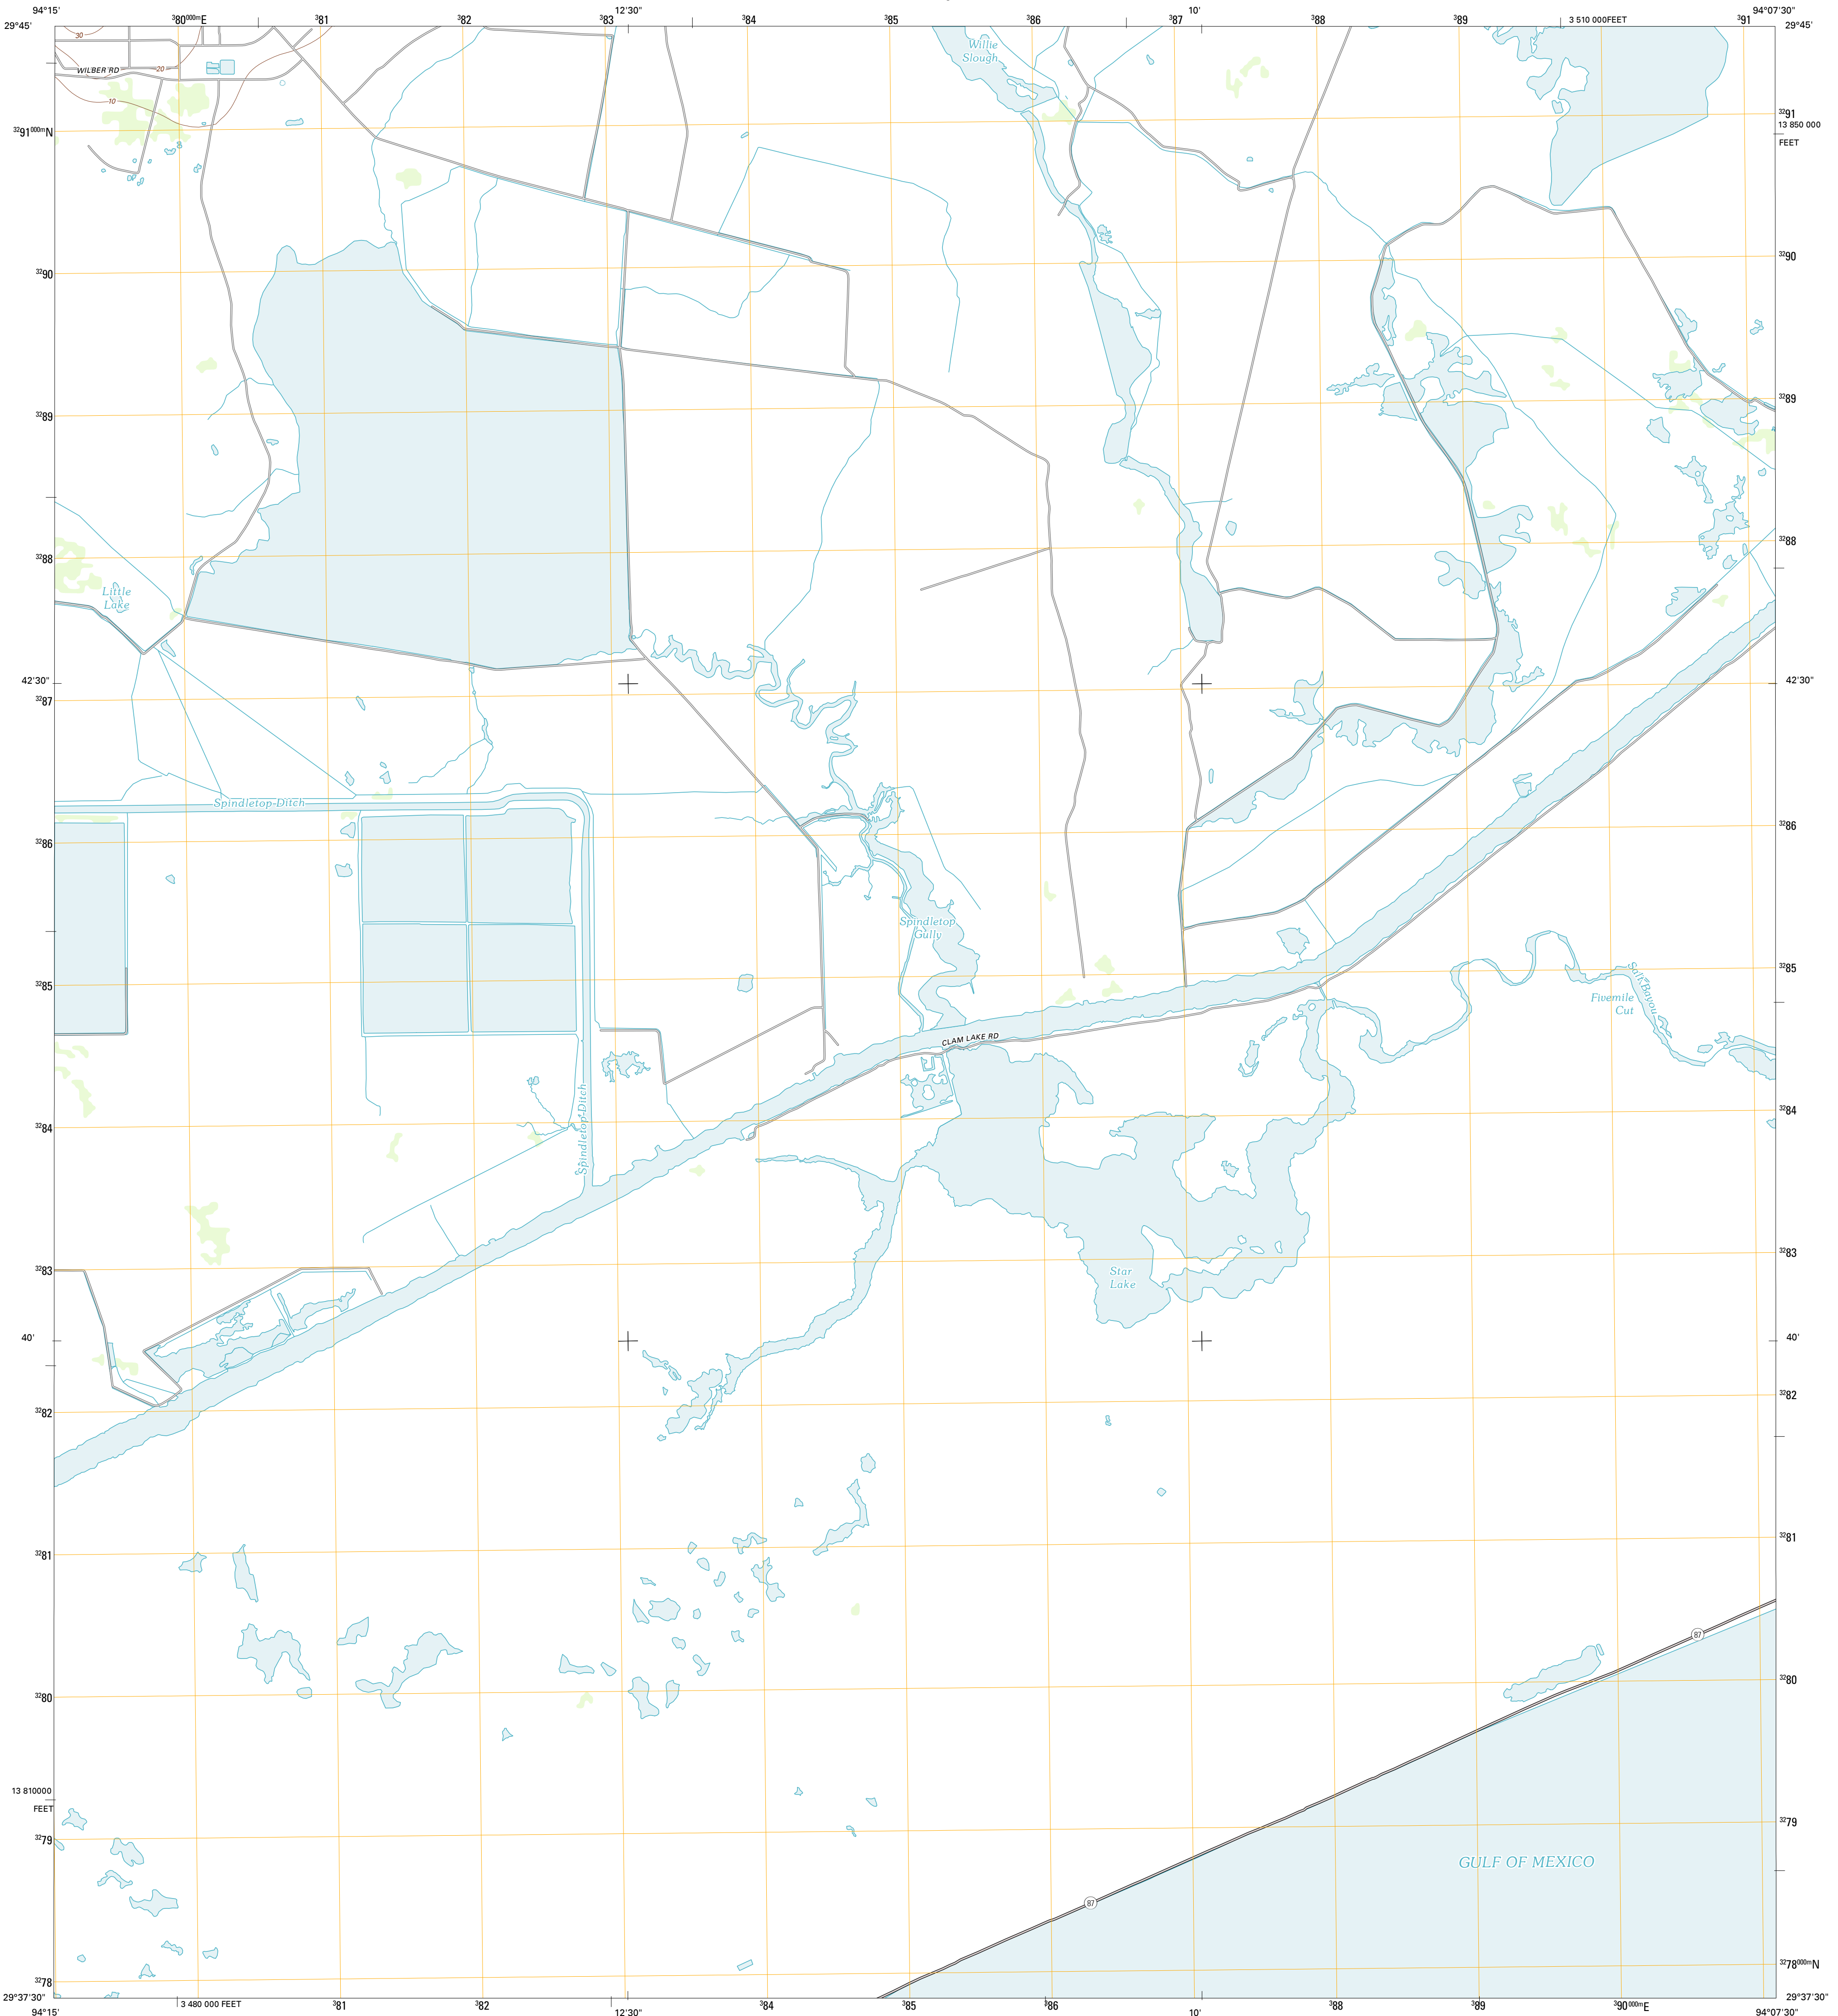 94°15' ³80⁰⁰⁰ᵐE ³81 ³82 12'30" ³83 ³84 ³85 ³86 10' ³87 ³88 ³89 3 510 000FEET ³91 94°07'30"
29°45' 29°45'
30
WILBER RD
20
10
Willie
Slough
³²91⁰⁰⁰ᵐN ³²91
13 850 000
FEET
³²90 ³²90
³²89 ³²89
³²88 ³²88
Little
Lake
42'30" 42'30"
³²87 ³²87
Spindletop Ditch
³²86 ³²86
Spindletop
Gully
³²85 ³²85
Salt Bayou
Fivemile
Cut
CLAM LAKE RD
Spindletop Ditch
³²84 ³²84
³²83 ³²83
Star
Lake
40' 40'
³²82 ³²82
³²81 ³²81
87
³²80 ³²80
13 810000
FEET
³²79 ³²79
GULF OF MEXICO
87
³²78 ³²78⁰⁰⁰ᵐN
29°37'30" 29°37'30"
94°15' 3 480 000 FEET ³81 ³82 12'30" ³84 ³85 ³86 10' ³88 ³89 ³90⁰⁰⁰ᵐE 94°07'30"